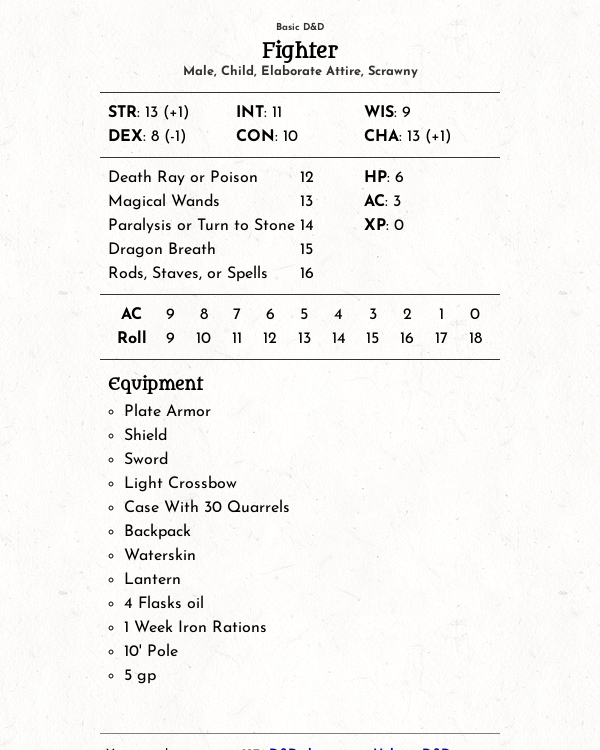 Basic D&D
Fighter
Male, Child, Elaborate Attire, Scrawny
STR: 13 (+1) INT: 11 WIS: 9
DEX: 8 (-1) CON: 10 CHA: 13 (+1)
Death Ray or Poison 12 HP: 6
Magical Wands 13 AC: 3
Paralysis or Turn to Stone 14 XP: 0
Dragon Breath 15
Rods, Staves, or Spells 16
AC 9 8 7 6 5 4 3 2 1 0
Roll 9 10 11 12 13 14 15 16 17 18
Equipment
Plate Armor
Shield
Sword
Light Crossbow
Case With 30 Quarrels
Backpack
Waterskin
Lantern
4 Flasks oil
1 Week Iron Rations
10' Pole
5 gp